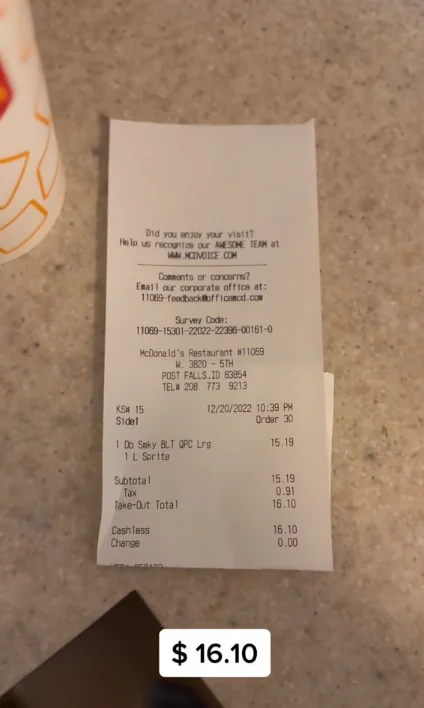 Did you enjoy your visit?
Help us recognize our AWESOME TEAM at
WWW.MCDVOICE.COM
Comments or concerns?
Email our corporate office at:
11069-feedback@officemcd.com
Survey Code:
11069-15301-22022-22396-00161-0
McDonald's Restaurant #11069
W. 3820 - 5TH
POST FALLS,ID 83854
TEL# 208 773 9213
KS# 15 12/20/2022 10:39 PM
Side1 Order 30
1 Db Smky BLT QPC Lrg 15.19
1 L Sprite
Subtotal 15.19
Tax 0.91
Take-Out Total 16.10
Cashless 16.10
Change 0.00
$ 16.10